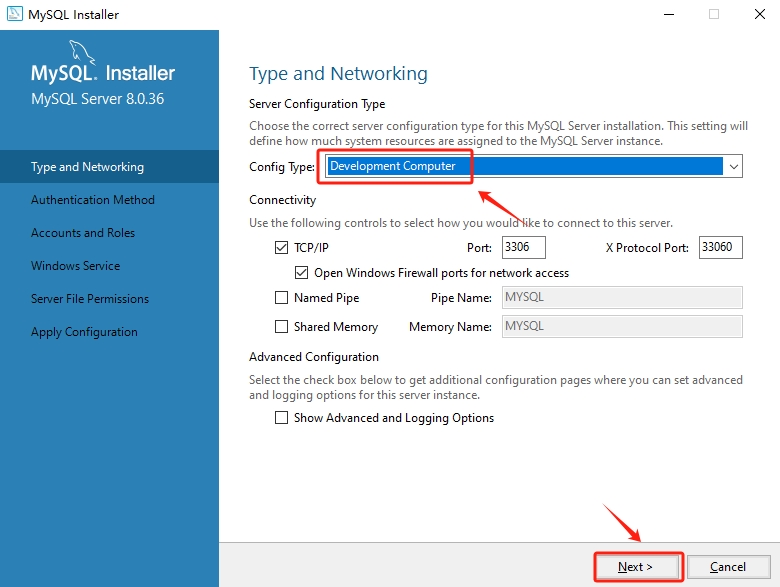 MySQL Installer
MySQL. Installer
MySQL Server 8.0.36
Type and Networking
Authentication Method
Accounts and Roles
Windows Service
Server File Permissions
Apply Configuration
Type and Networking
Server Configuration Type
Choose the correct server configuration type for this MySQL Server installation. This setting will
define how much system resources are assigned to the MySQL Server instance.
Config Type: Development Computer
Connectivity
Use the following controls to select how you would like to connect to this server.
TCP/IP Port: 3306 X Protocol Port: 33060
Open Windows Firewall ports for network access
Named Pipe Pipe Name: MYSQL
Shared Memory Memory Name: MYSQL
Advanced Configuration
Select the check box below to get additional configuration pages where you can set advanced
and logging options for this server instance.
Show Advanced and Logging Options
Next > Cancel